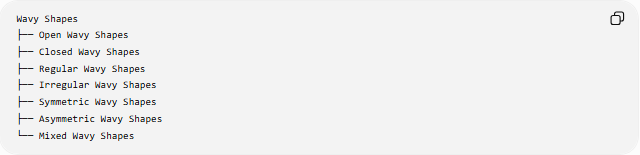 Wavy Shapes
├── Open Wavy Shapes
├── Closed Wavy Shapes
├── Regular Wavy Shapes
├── Irregular Wavy Shapes
├── Symmetric Wavy Shapes
├── Asymmetric Wavy Shapes
└── Mixed Wavy Shapes